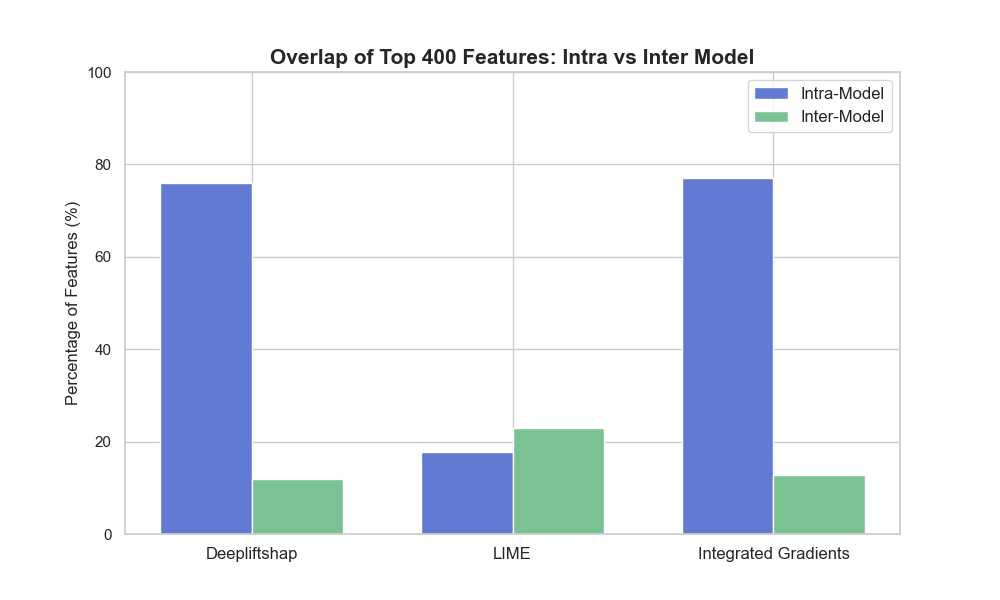 Overlap of Top 400 Features: Intra vs Inter Model
Intra-Model
Inter-Model
Percentage of Features (%)
100
80
60
40
20
0
Deepliftshap
LIME
Integrated Gradients